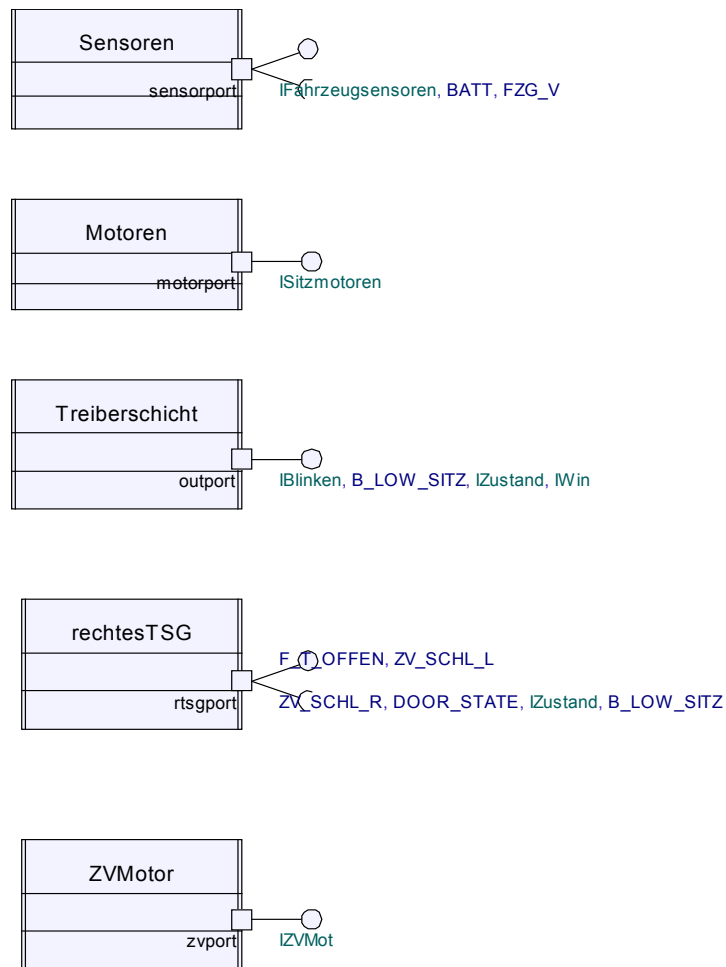 Sensoren
sensorport
IFahrzeugsensoren, BATT, FZG_V
Motoren
motorport
ISitzmotoren
Treiberschicht
outport
IBlinken, B_LOW_SITZ, IZustand, IWin
rechtesTSG
F_T_OFFEN, ZV_SCHL_L
rtsgport
ZV_SCHL_R, DOOR_STATE, IZustand, B_LOW_SITZ
ZVMotor
zvport
IZVMot